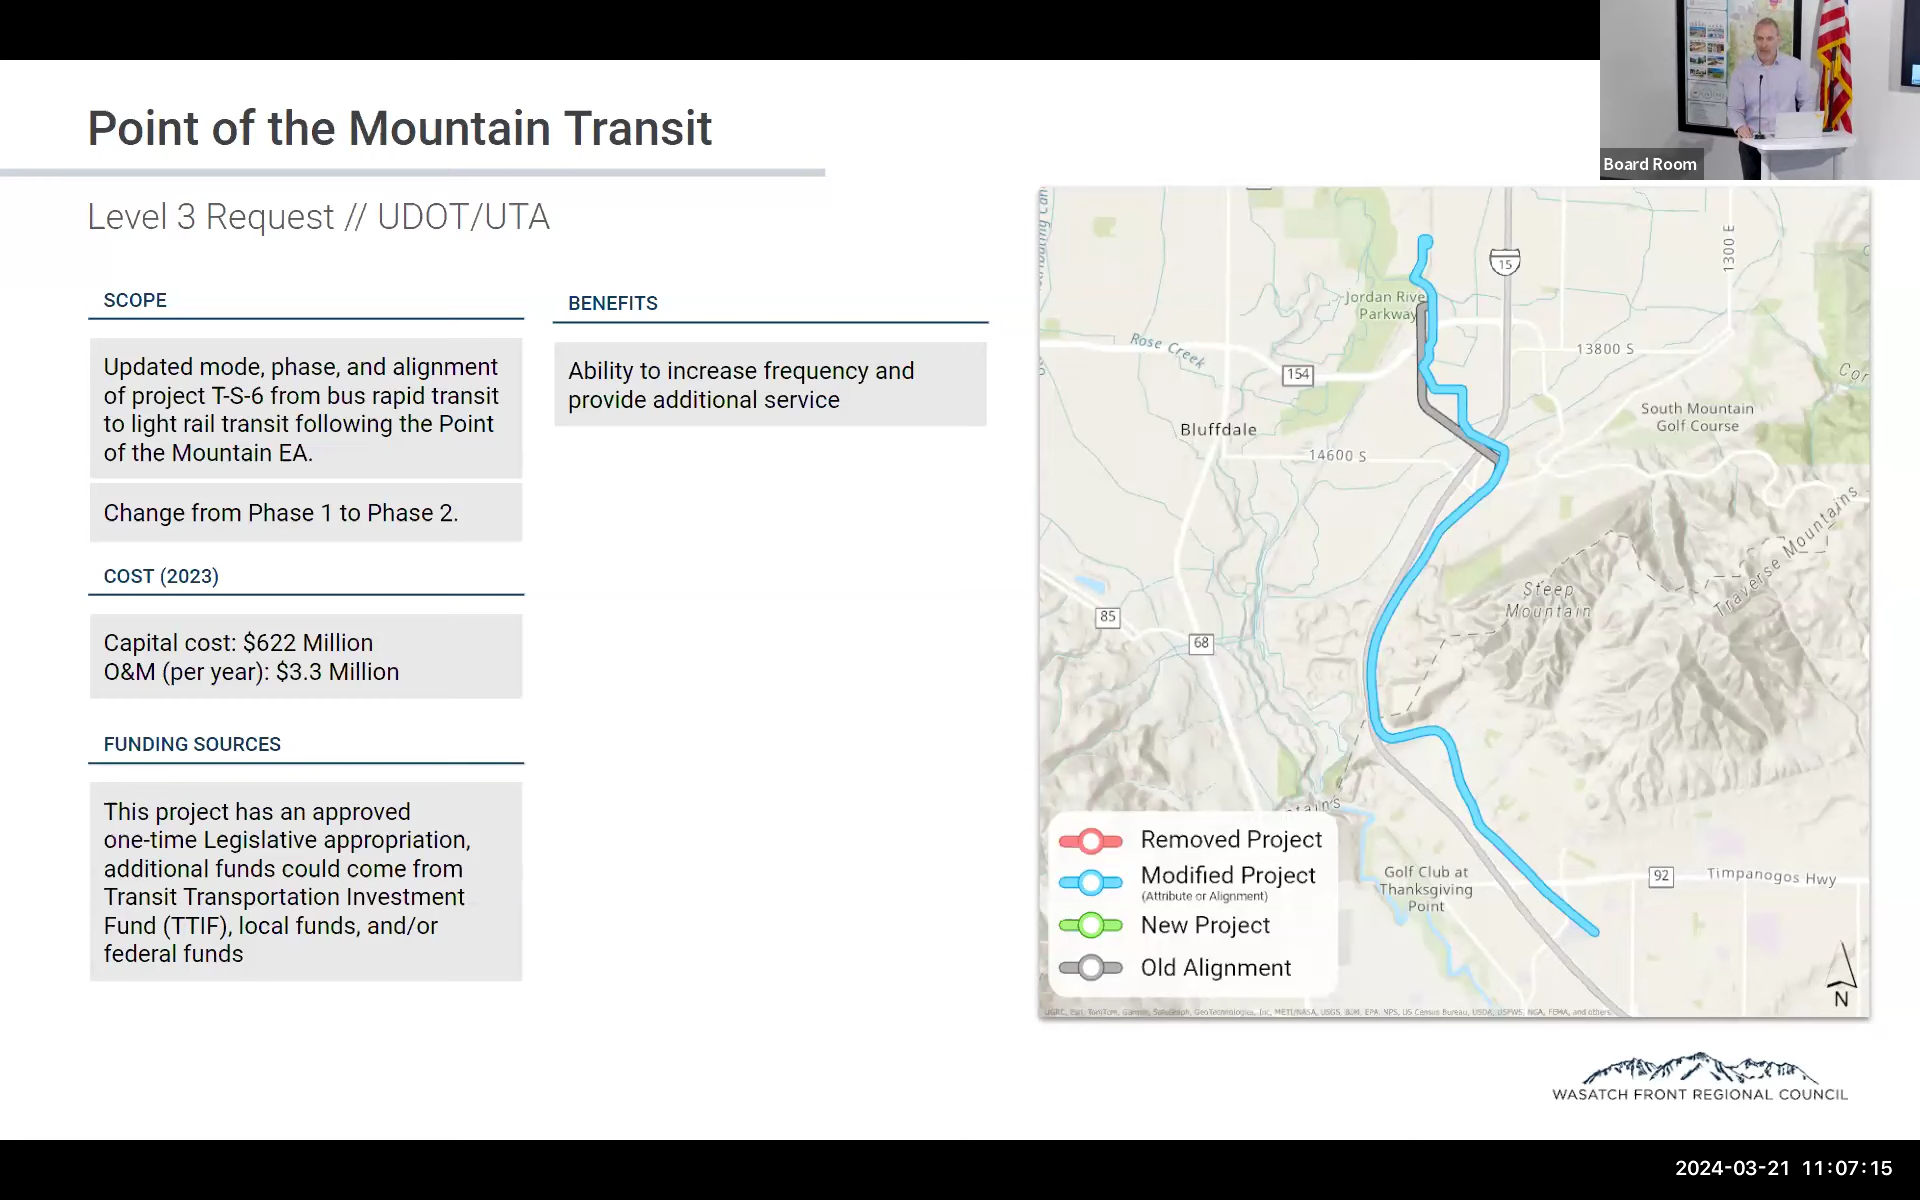 Point of the Mountain Transit
Level 3 Request // UDOT/UTA
SCOPE
Updated mode, phase, and alignment
of project T-S-6 from bus rapid transit
to light rail transit following the Point
of the Mountain EA.
Change from Phase 1 to Phase 2.
COST (2023)
Capital cost: $622 Million
O&M (per year): $3.3 Million
FUNDING SOURCES
This project has an approved
one-time Legislative appropriation,
additional funds could come from
Transit Transportation Investment
Fund (TTIF), local funds, and/or
federal funds
BENEFITS
Ability to increase frequency and
provide additional service
Board Room
15
1300 E
Jordan Rive
Parkway
Rose Creek
154
13800 S
South Mountain
Golf Course
Bluffdale
14600 S
Steep
Mountain
Traverse Mountains
85
68
Golf Club at
Thanksgiving
Point
92
Timpanogos Hwy
Removed Project
Modified Project
(Attribute or Alignment)
New Project
Old Alignment
N
WASATCH FRONT REGIONAL COUNCIL
2024-03-21 11:07:15